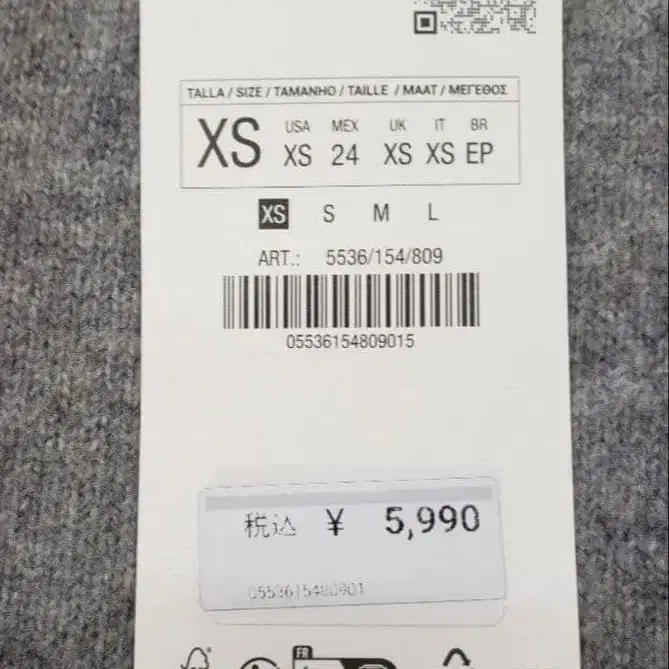 TALLA / SIZE / TAMANHO / TAILLE / MAAT / ΜΕΓΕΘΟΣ
XS USA MEX UK IT BR
XS 24 XS XS EP
XS S M L
ART.: 5536/154/809
05536154809015
税込 ¥ 5,990
0553615480901
FR